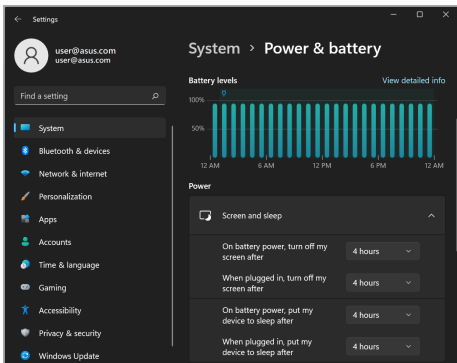 Settings
user@asus.com
user@asus.com
Find a setting
System
Bluetooth & devices
Network & internet
Personalization
Apps
Accounts
Time & language
Gaming
Accessibility
Privacy & security
Windows Update
System > Power & battery
Battery levels
View detailed info
100%
50%
12 AM 6 AM 12 PM 6 PM 12 AM
Power
Screen and sleep
On battery power, turn off my
screen after
4 hours
When plugged in, turn off my
screen after
4 hours
On battery power, put my
device to sleep after
4 hours
When plugged in, put my
device to sleep after
4 hours